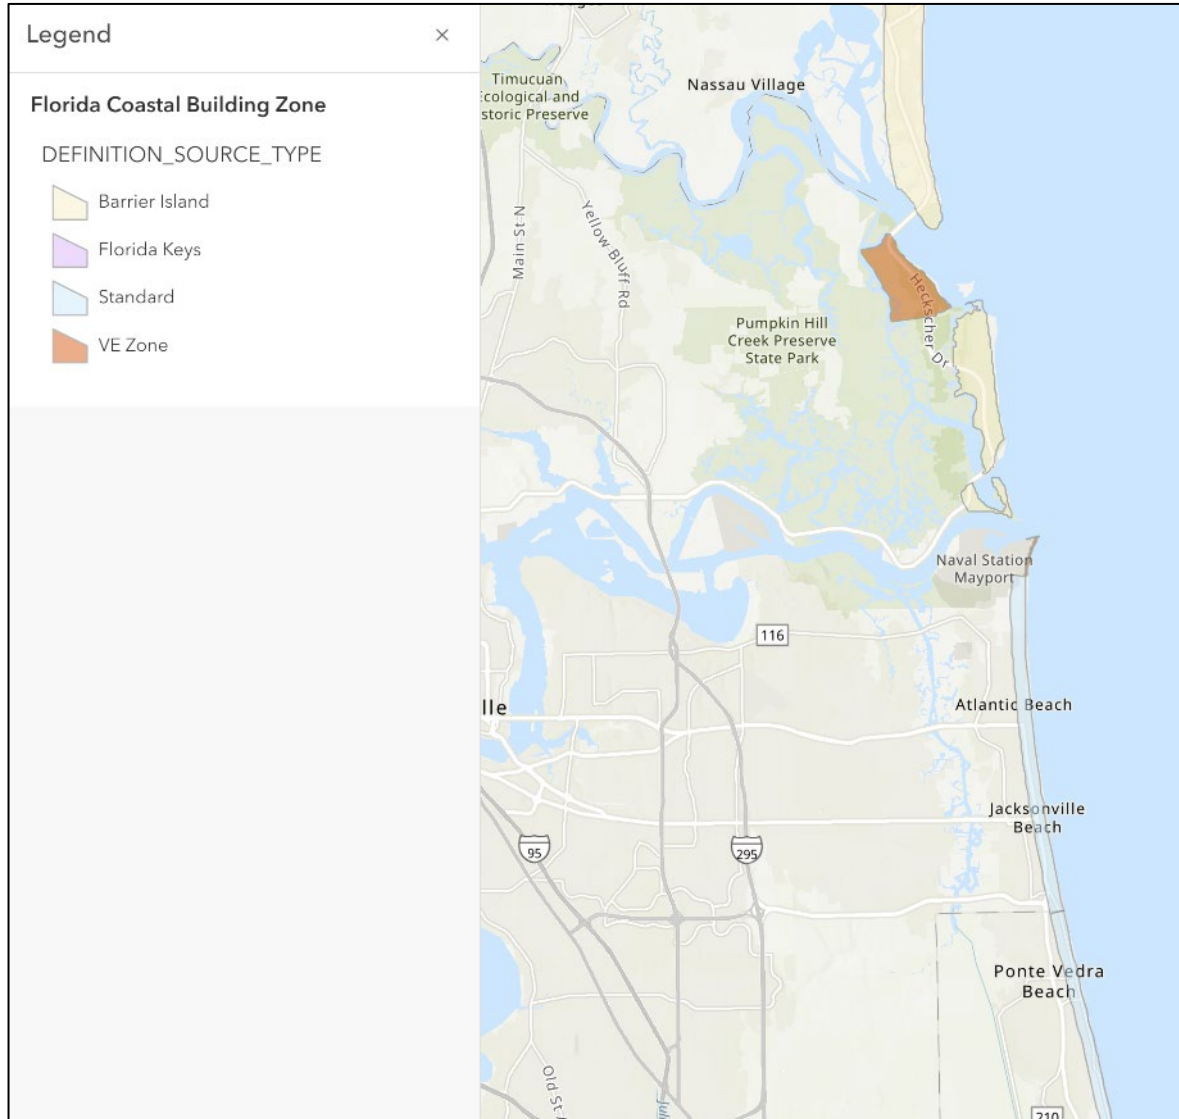 Legend
×
Florida Coastal Building Zone
DEFINITION_SOURCE_TYPE
Barrier Island
Florida Keys
Standard
VE Zone
Timucuan
Ecological and
storic Preserve
Nassau Village
Main St N
Yellow Bluff Rd
Heckscher Dr
Pumpkin Hill
Creek Preserve
State Park
Naval Station
Mayport
116
lle
Atlantic Beach
Jacksonville
Beach
95
295
Ponte Vedra
Beach
Old St
210